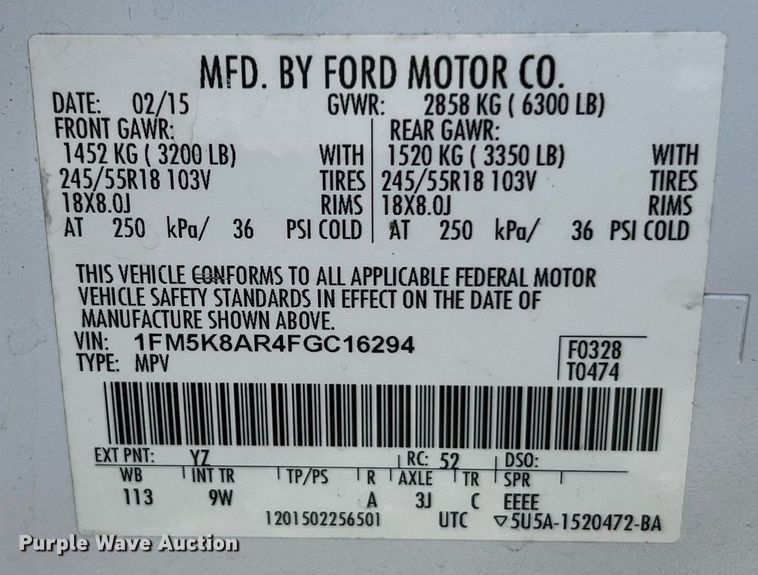 MFD. BY FORD MOTOR CO.
DATE: 02/15 GVWR: 2858 KG ( 6300 LB)
FRONT GAWR: REAR GAWR:
1452 KG ( 3200 LB) WITH 1520 KG ( 3350 LB) WITH
245/55R18 103V TIRES 245/55R18 103V TIRES
18X8.0J RIMS 18X8.0J RIMS
AT 250 kPa/ 36 PSI COLD AT 250 kPa/ 36 PSI COLD
THIS VEHICLE CONFORMS TO ALL APPLICABLE FEDERAL MOTOR
VEHICLE SAFETY STANDARDS IN EFFECT ON THE DATE OF
MANUFACTURE SHOWN ABOVE.
VIN: 1FM5K8AR4FGC16294 F0328
TYPE: MPV T0474
EXT PNT: YZ RC: 52 DSO:
WB INT TR TP/PS R AXLE TR SPR
113 9W A 3J C EEEE
1201502256501 UTC ▽5U5A-1520472-BA
Purple Wave Auction